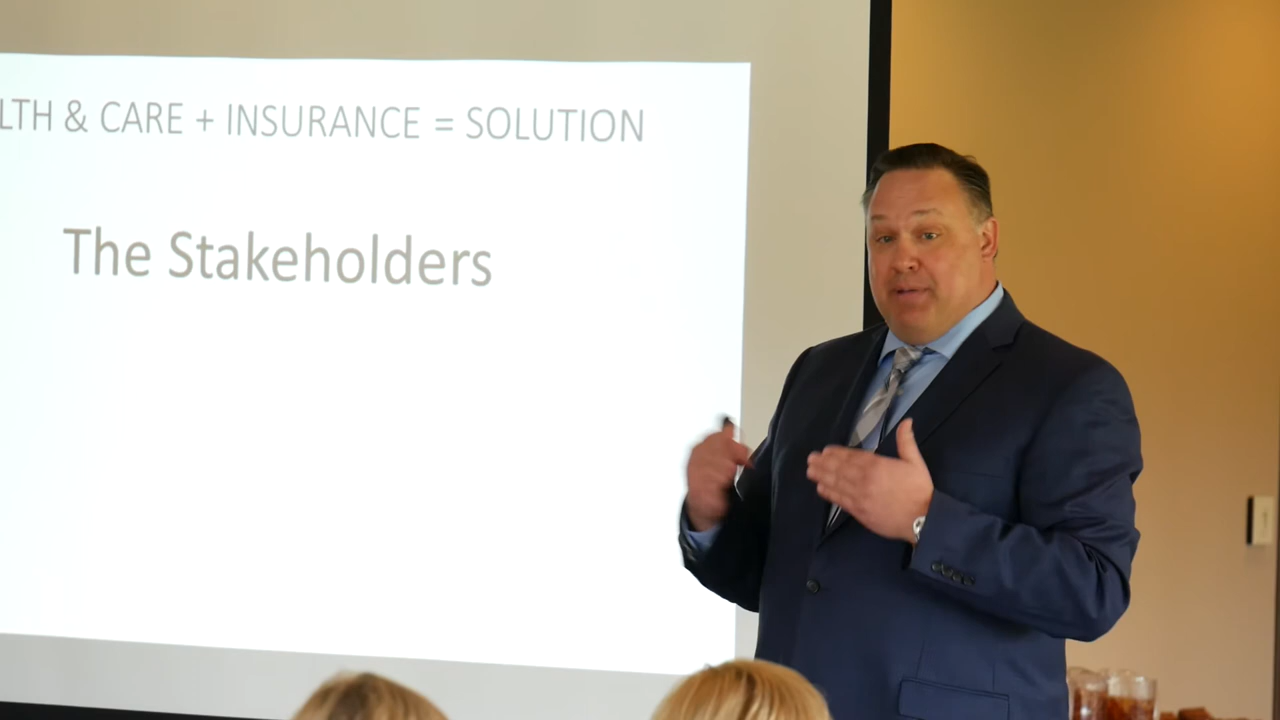 LTH & CARE + INSURANCE = SOLUTION
The Stakeholders